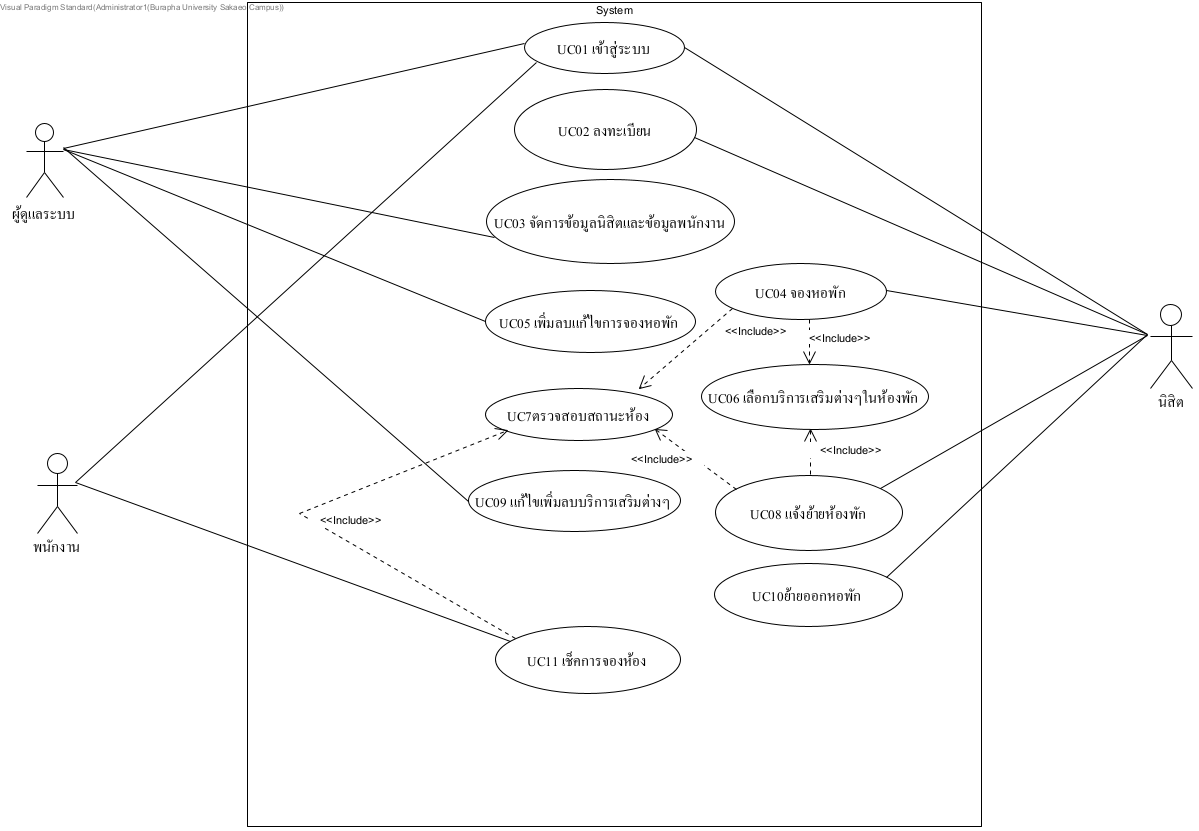 Visual Paradigm Standard(Administrator1(Burapha University Sakaeo Campus))
System
UC01 เข้าสู่ระบบ
UC02 ลงทะเบียน
ผู้ดูแลระบบ
UC03 จัดการข้อมูลนิสิตและข้อมูลพนักงาน
UC04 จองหอพัก
UC05 เพิ่มลบแก้ไขการจองหอพัก
<<Include>>
<<Include>>
UC06 เลือกบริการเสริมต่างๆในห้องพัก
นิสิต
UC7ตรวจสอบสถานะห้อง
<<Include>>
<<Include>>
UC09 แก้ไขเพิ่มลบบริการเสริมต่างๆ
UC08 แจ้งย้ายห้องพัก
<<Include>>
พนักงาน
UC10ย้ายออกหอพัก
UC11 เช็คการจองห้อง